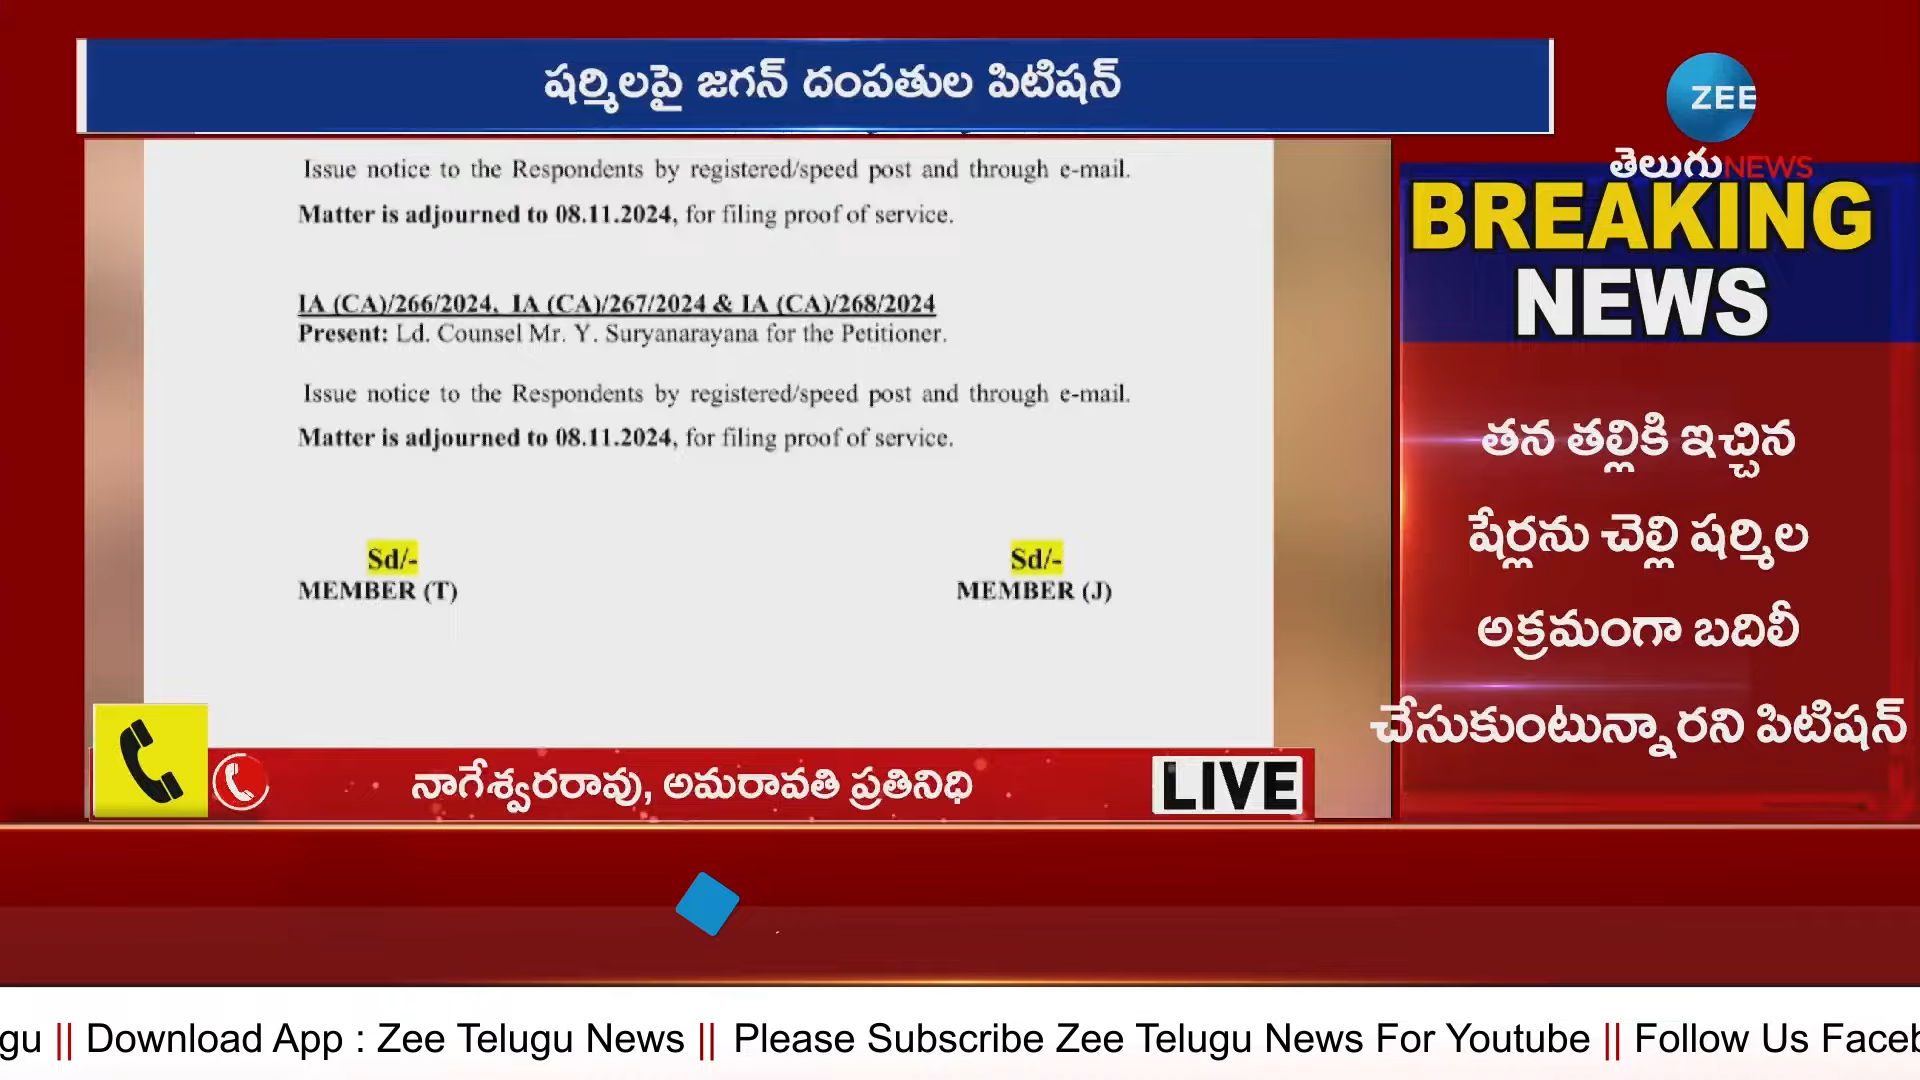 షర్మిలపై జగన్ దంపతుల పిటిషన్
ZEE
తెలుగుNEWS
Issue notice to the Respondents by registered/speed post and through e-mail.
Matter is adjourned to 08.11.2024, for filing proof of service.
IA (CA)/266/2024, IA (CA)/267/2024 & IA (CA)/268/2024
Present: Ld. Counsel Mr. Y. Suryanarayana for the Petitioner.
Issue notice to the Respondents by registered/speed post and through e-mail.
Matter is adjourned to 08.11.2024, for filing proof of service.
Sd/- Sd/-
MEMBER (T) MEMBER (J)
BREAKING
NEWS
తన తల్లికి ఇచ్చిన
షేర్లను చెల్లి షర్మిల
అక్రమంగా బదిలీ
చేసుకుంటున్నారని పిటిషన్
నాగేశ్వరరావు, అమరావతి ప్రతినిధి
LIVE
gu || Download App : Zee Telugu News || Please Subscribe Zee Telugu News For Youtube || Follow Us Faceb